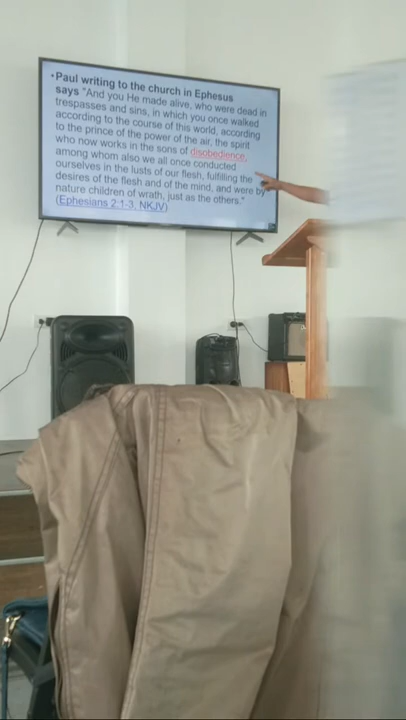 •Paul writing to the church in Ephesus
says "And you He made alive, who were dead in
trespasses and sins, in which you once walked
according to the course of this world, according
to the prince of the power of the air, the spirit
who now works in the sons of disobedience,
among whom also we all once conducted
ourselves in the lusts of our flesh, fulfilling the
desires of the flesh and of the mind, and were by
nature children of wrath, just as the others."
(Ephesians 2:1-3, NKJV)